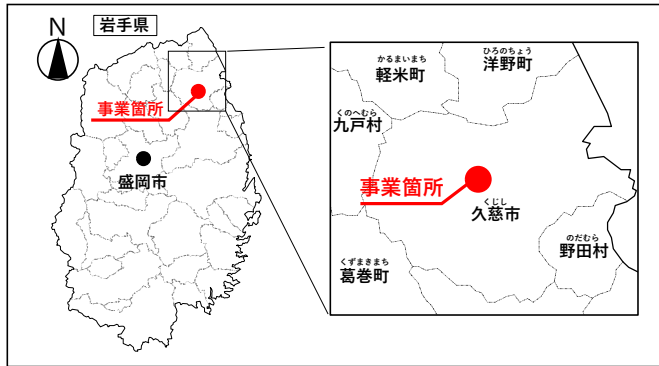 N
岩手県
事業箇所
盛岡市
かるまいまち
軽米町
ひろのちょう
洋野町
くのへむら
九戸村
事業箇所
くじし
久慈市
のだむら
野田村
くずまきまち
葛巻町